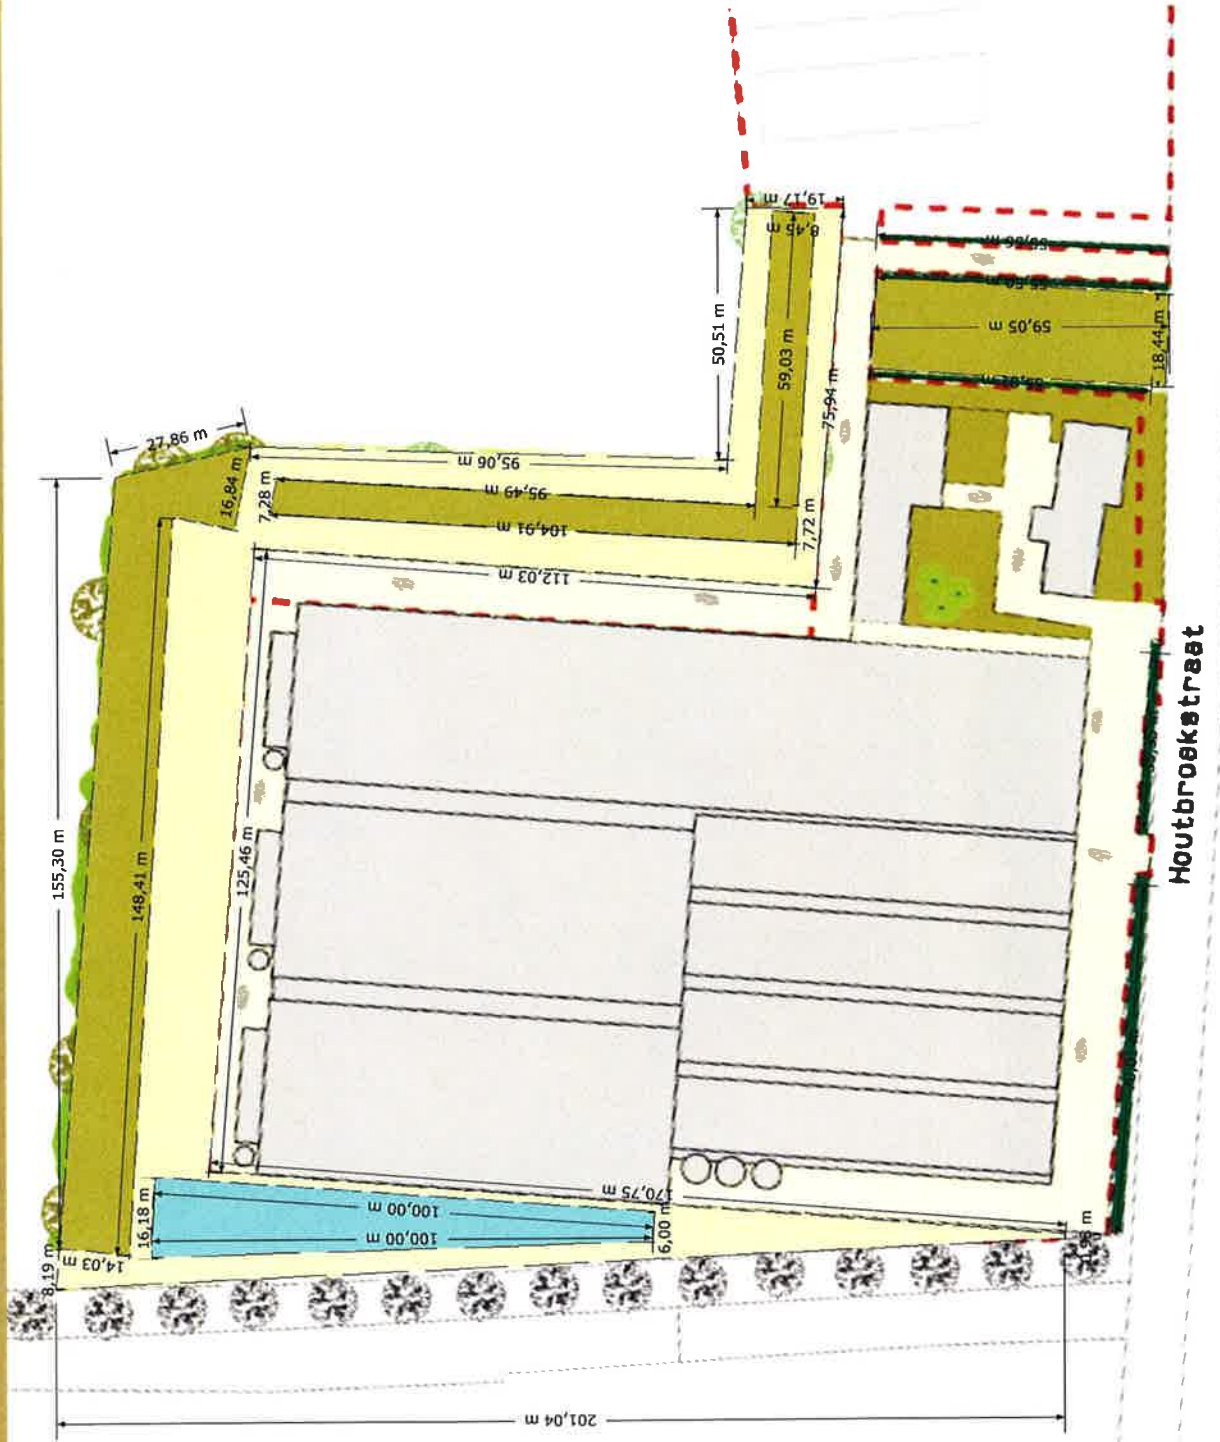 19,17 m
8,45 m
50,51 m
59,03 m
75,94 m
59,05 m
18,44 m
27,86 m
16,84 m
95,06 m
7,28 m
95,49 m
104,91 m
7,72 m
112,03 m
155,30 m
148,41 m
125,46 m
Houtbroekstraat
170,75 m
16,18 m
100,00 m
100,00 m
6,00 m
14,03 m
8,19 m
201,04 m